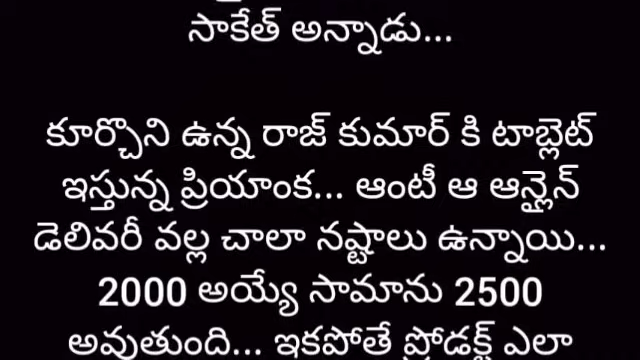 సాకేత్ అన్నాడు...
కూర్చొని ఉన్న రాజ్ కుమార్ కి టాబ్లెట్
ఇస్తున్న ప్రియాంక... ఆంటీ ఆ ఆన్లైన్
డెలివరీ వల్ల చాలా నష్టాలు ఉన్నాయి...
2000 అయ్యే సామాను 2500
అవుతుంది... ఇకపోతే ప్రోడక్ట్ ఎలా